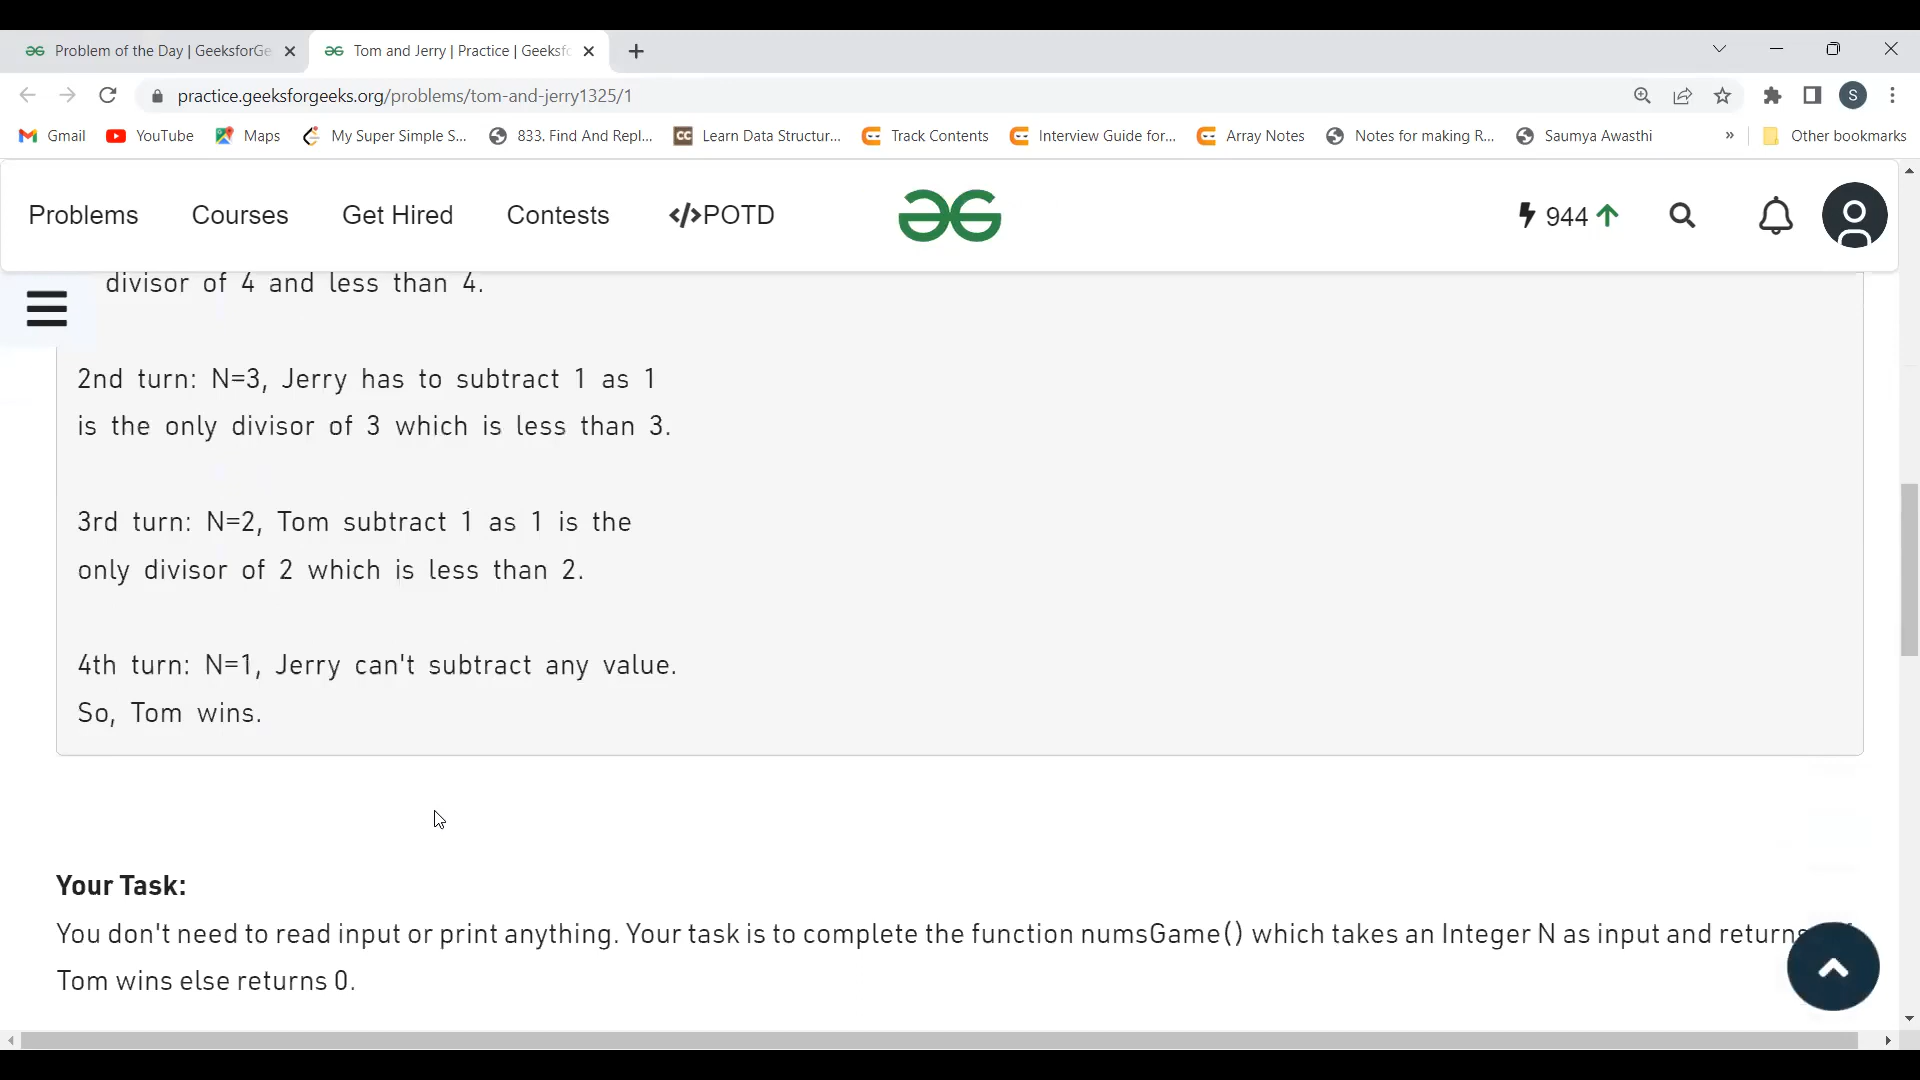 Problem of the Day | GeeksforGe
Tom and Jerry | Practice | Geeksfo
practice.geeksforgeeks.org/problems/tom-and-jerry1325/1
S
Gmail
YouTube
Maps
My Super Simple S...
833. Find And Repl...
CC
Learn Data Structur...
Track Contents
Interview Guide for...
Array Notes
Notes for making R...
Saumya Awasthi
»
Other bookmarks
Problems
Courses
Get Hired
Contests
</>POTD
944
divisor of 4 and less than 4.
2nd turn: N=3, Jerry has to subtract 1 as 1
is the only divisor of 3 which is less than 3.
3rd turn: N=2, Tom subtract 1 as 1 is the
only divisor of 2 which is less than 2.
4th turn: N=1, Jerry can't subtract any value.
So, Tom wins.
Your Task:
You don't need to read input or print anything. Your task is to complete the function numsGame() which takes an Integer N as input and returns
Tom wins else returns 0.